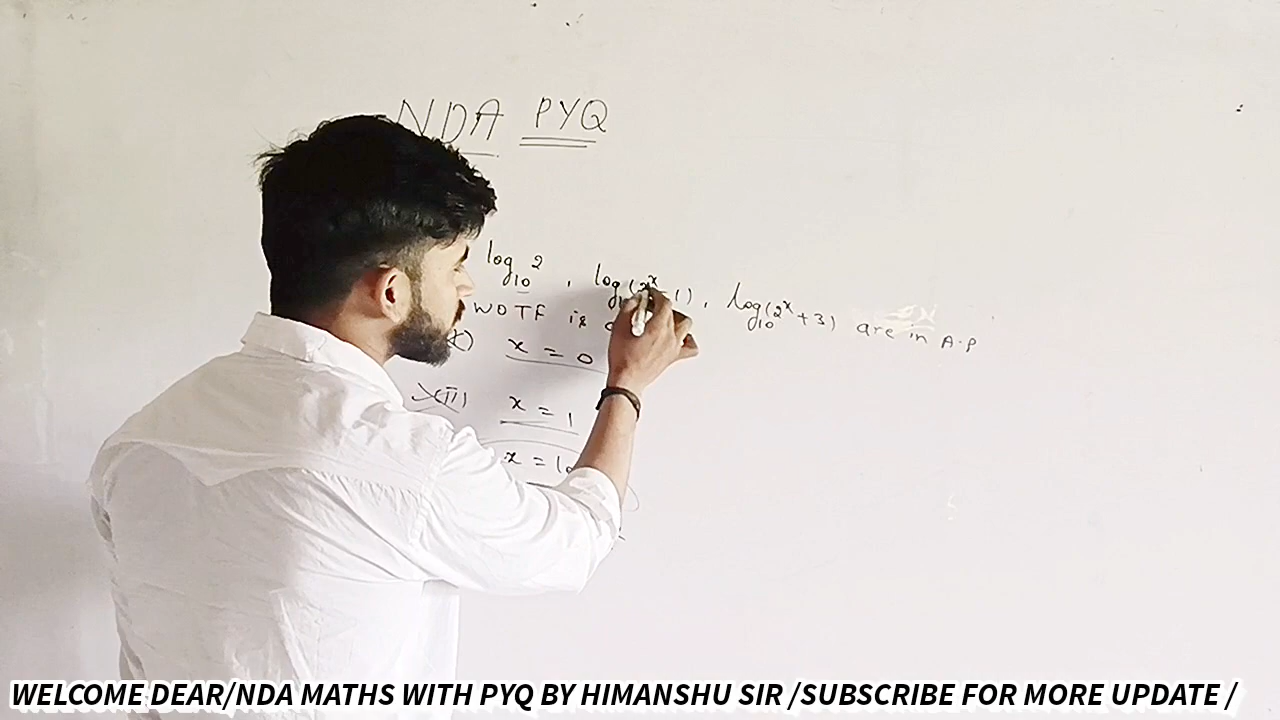 NDA PYQ
log₁₀2 , log₁₀(2ˣ-1) , log₁₀(2ˣ+3) are in A.P
WOTF is
x = 0
(II) x = 1
x = lo
WELCOME DEAR/NDA MATHS WITH PYQ BY HIMANSHU SIR /SUBSCRIBE FOR MORE UPDATE /